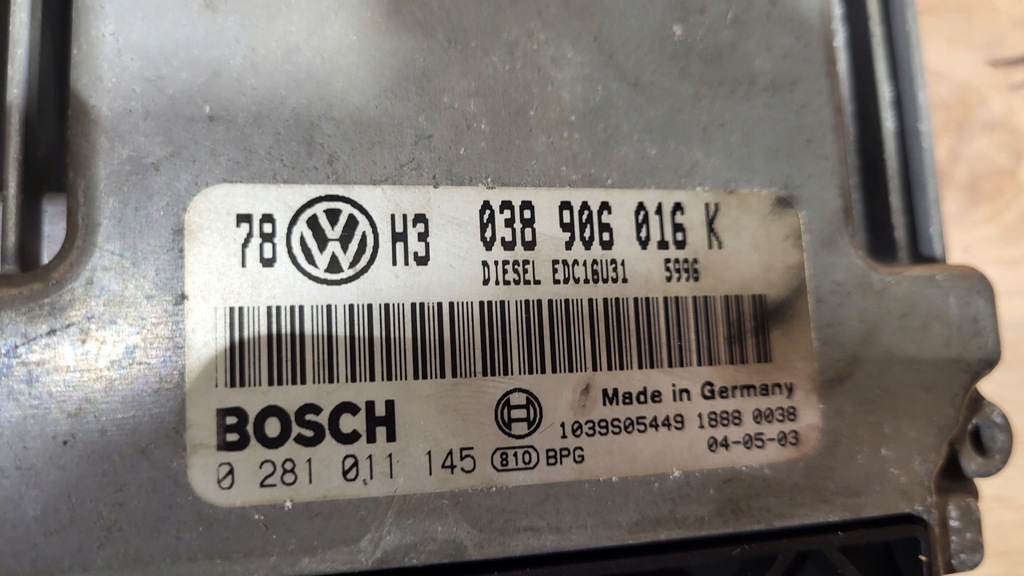 78 VW H3 038 906 016 K
DIESEL EDC16U31 5996
BOSCH
Made in Germany
1039S05449 1888 0038
0 281 011 145 810 BPG
04-05-03